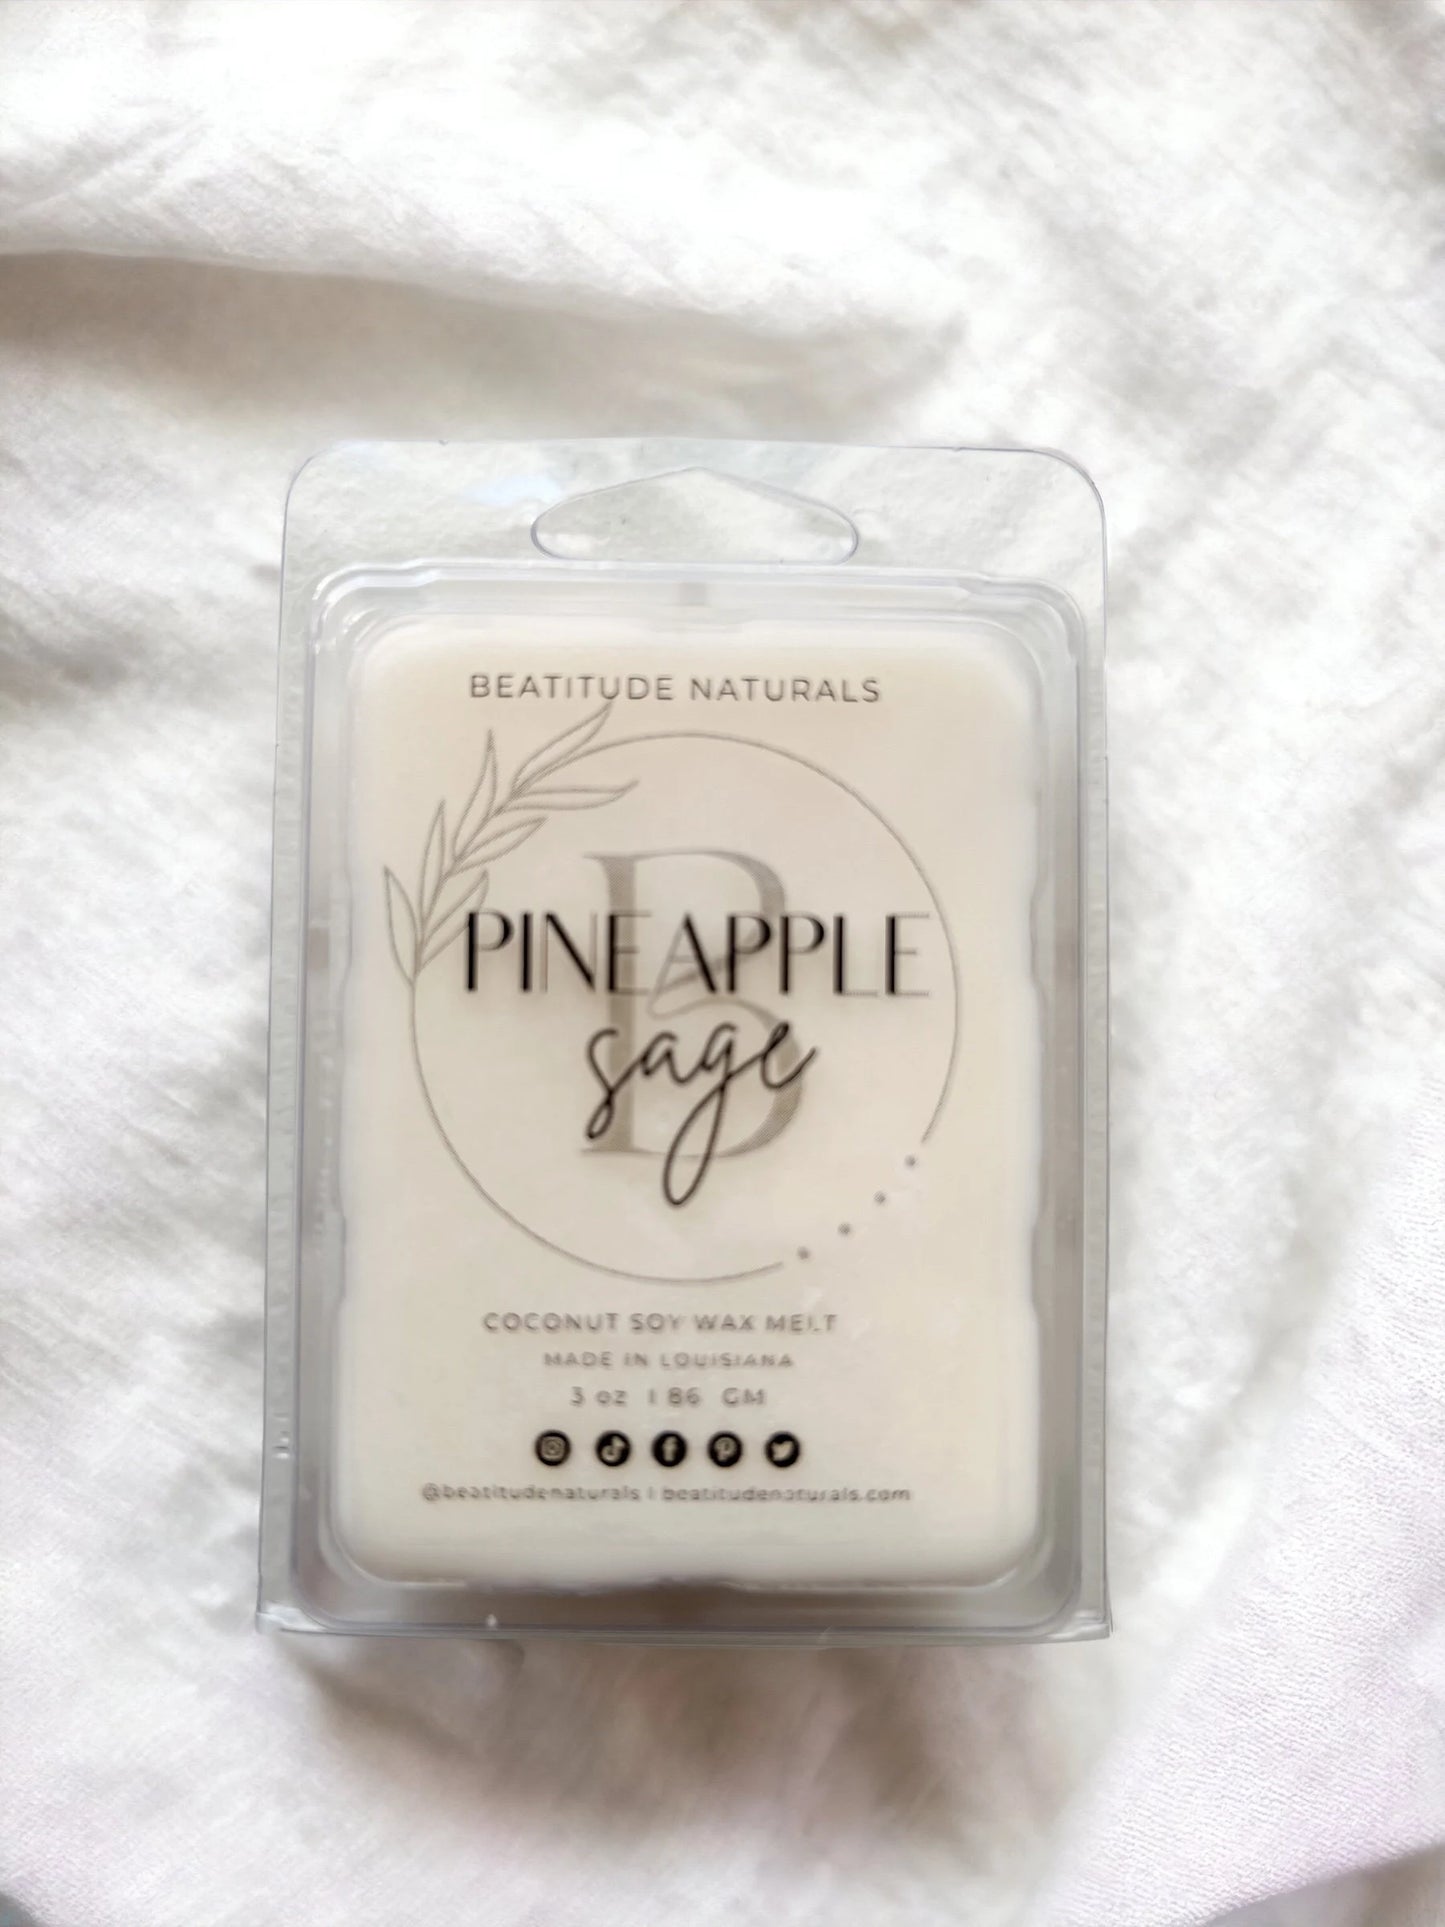 BEATITUDE NATURALS
B
PINEAPPLE
sage
COCONUT SOY WAX MELT
MADE IN LOUISIANA
3 oz | 86 GM
@beatitudenaturals | beatitudenaturals.com